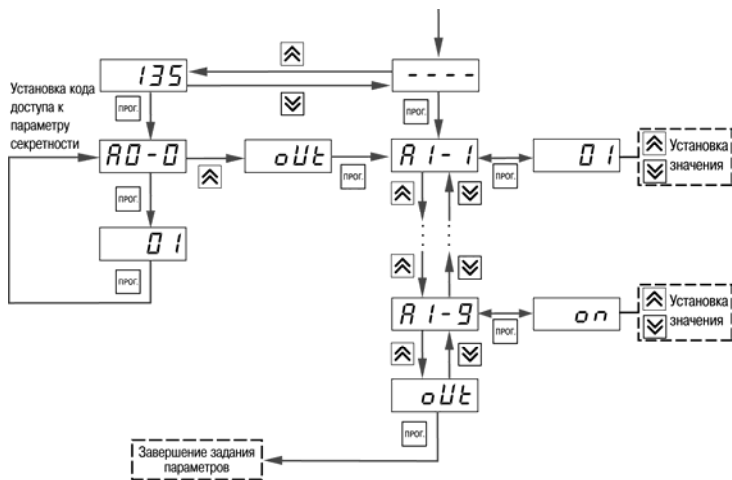 135
- - - -
Установка кода
доступа к
параметру
секретности
ПРОГ.
ПРОГ.
A0-0
oUt
ПРОГ.
A1-1
ПРОГ.
01
Установка
значения
ПРОГ.
01
ПРОГ.
A1-9
ПРОГ.
on
Установка
значения
oUt
ПРОГ.
Завершение задания
параметров